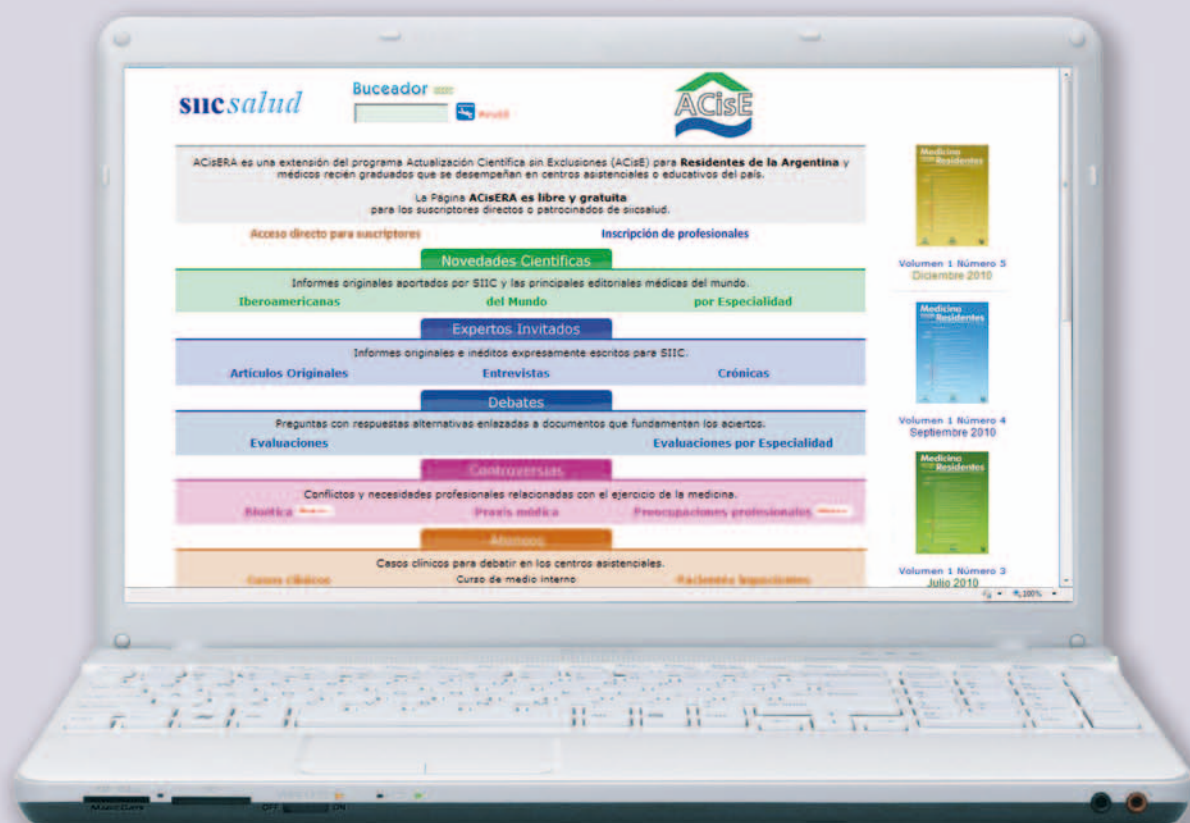 siicsalud
Buceador
ACisE
ACisERA es una extensión del programa Actualización Científica sin Exclusiones (ACisE) para Residentes de la Argentina y
médicos recién graduados que se desempeñan en centros asistenciales o educativos del país.
La Página ACisERA es libre y gratuita
para los suscriptores directos o patrocinados de siicsalud.
Acceso directo para suscriptores
Inscripción de profesionales
Novedades Científicas
Informes originales aportados por SIIC y las principales editoriales médicas del mundo.
Iberoamericanas del Mundo por Especialidad
Expertos Invitados
Informes originales e inéditos expresamente escritos para SIIC.
Artículos Originales Entrevistas Crónicas
Debates
Preguntas con respuestas alternativas enlazadas a documentos que fundamentan los aciertos.
Evaluaciones Evaluaciones por Especialidad
Controversias
Conflictos y necesidades profesionales relacionadas con el ejercicio de la medicina.
Bioética Praxis médica Preocupaciones profesionales
Ateneos
Casos clínicos para debatir en los centros asistenciales.
Casos clínicos Curso de medio interno Pacientes impacientes
Medicina
Residentes
Volumen 1 Número 5
Diciembre 2010
Medicina
Residentes
Volumen 1 Número 4
Septiembre 2010
Medicina
Residentes
Volumen 1 Número 3
Julio 2010
100%
OFF ON